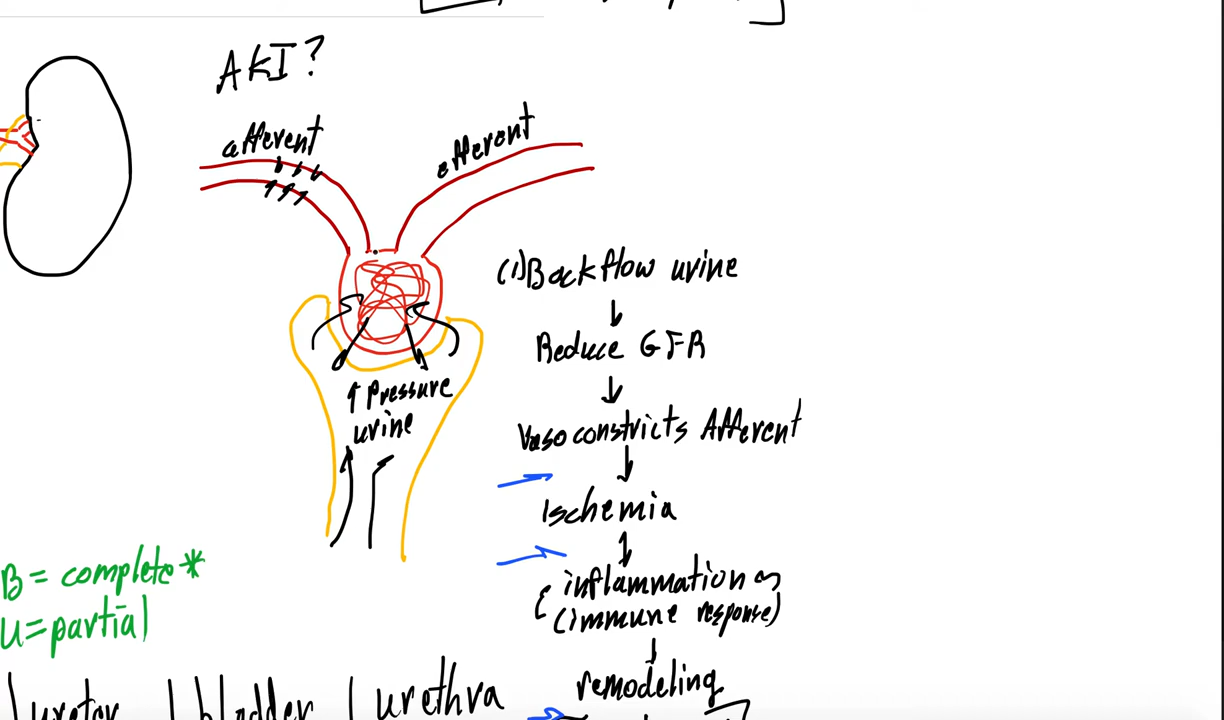 AKI?
afferent
efferent
(1) Backflow urine
↓
Reduce GFR
↓
Vasoconstricts Afferent
↓
Ischemia
↓
inflammation
(immune response)
↓
remodeling
↑ Pressure
urine
B = complete *
U = partial
ureter | bladder | urethra